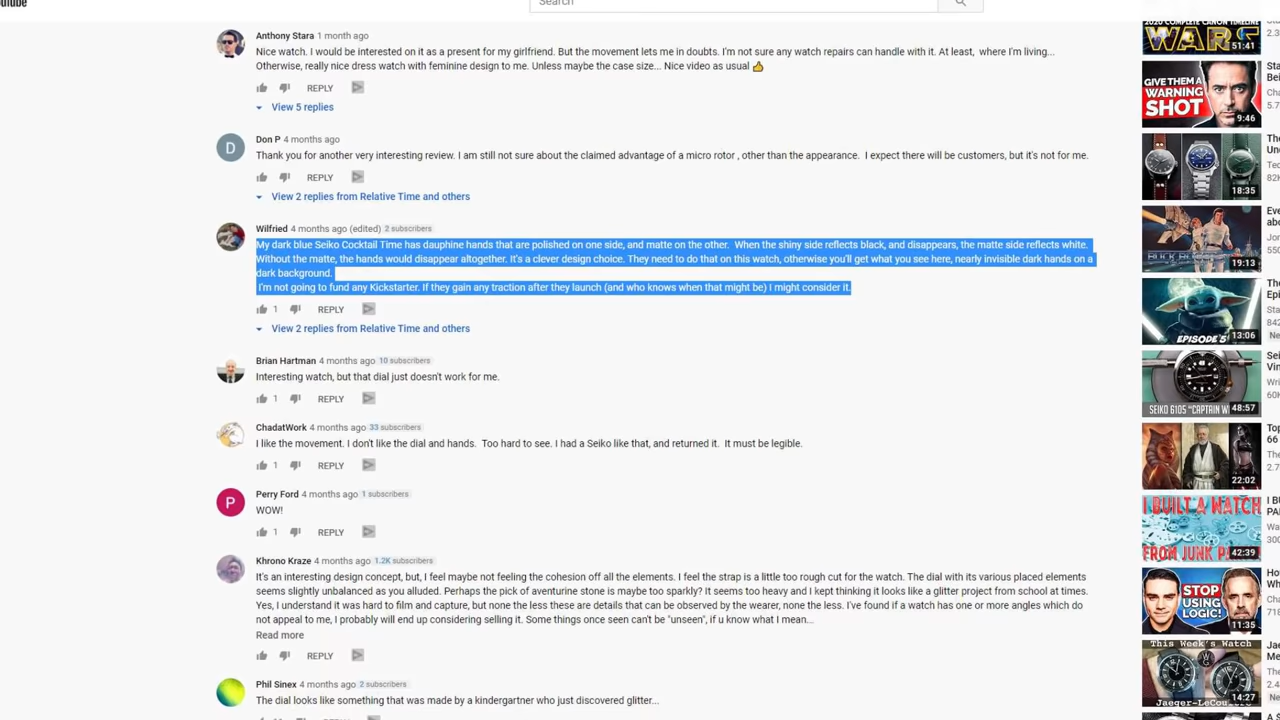 Search
Anthony Stara 1 month ago
Nice watch. I would be interested on it as a present for my girlfriend. But the movement lets me in doubts. I'm not sure any watch repairs can handle with it. At least, where I'm living...
Otherwise, really nice dress watch with feminine design to me. Unless maybe the case size... Nice video as usual 👍
REPLY
View 5 replies
D
Don P 4 months ago
Thank you for another very interesting review. I am still not sure about the claimed advantage of a micro rotor , other than the appearance. I expect there will be customers, but it's not for me.
REPLY
View 2 replies from Relative Time and others
Wilfried 4 months ago (edited) 2 subscribers
My dark blue Seiko Cocktail Time has dauphine hands that are polished on one side, and matte on the other. When the shiny side reflects black, and disappears, the matte side reflects white.
Without the matte, the hands would disappear altogether. It's a clever design choice. They need to do that on this watch, otherwise you'll get what you see here, nearly invisible dark hands on a
dark background.
I'm not going to fund any Kickstarter. If they gain any traction after they launch (and who knows when that might be) I might consider it.
1 REPLY
View 2 replies from Relative Time and others
Brian Hartman 4 months ago 10 subscribers
Interesting watch, but that dial just doesn't work for me.
1 REPLY
ChadatWork 4 months ago 33 subscribers
I like the movement. I don't like the dial and hands. Too hard to see. I had a Seiko like that, and returned it. It must be legible.
1 REPLY
P
Perry Ford 4 months ago 1 subscribers
WOW!
1 REPLY
Khrono Kraze 4 months ago 1.2K subscribers
It's an interesting design concept, but, I feel maybe not feeling the cohesion off all the elements. I feel the strap is a little too rough cut for the watch. The dial with its various placed elements
seems slightly unbalanced as you alluded. Perhaps the pick of aventurine stone is maybe too sparkly? It seems too heavy and I kept thinking it looks like a glitter project from school at times.
Yes, I understand it was hard to film and capture, but none the less these are details that can be observed by the wearer, none the less. I've found if a watch has one or more angles which do
not appeal to me, I probably will end up considering selling it. Some things once seen can't be "unseen", if u know what I mean...
Read more
REPLY
Phil Sinex 4 months ago 2 subscribers
The dial looks like something that was made by a kindergartner who just discovered glitter...
WARS
51:41
GIVE THEM A
WARNING
SHOT
9:46
18:35
19:13
EPISODE 5
13:06
SEIKO 6105 "CAPTAIN W
48:57
22:02
I BUILT A WATCH
FROM JUNK
42:39
STOP
USING
LOGIC!
11:35
This Week's Watch
14:27
Jaeger-LeCoultre